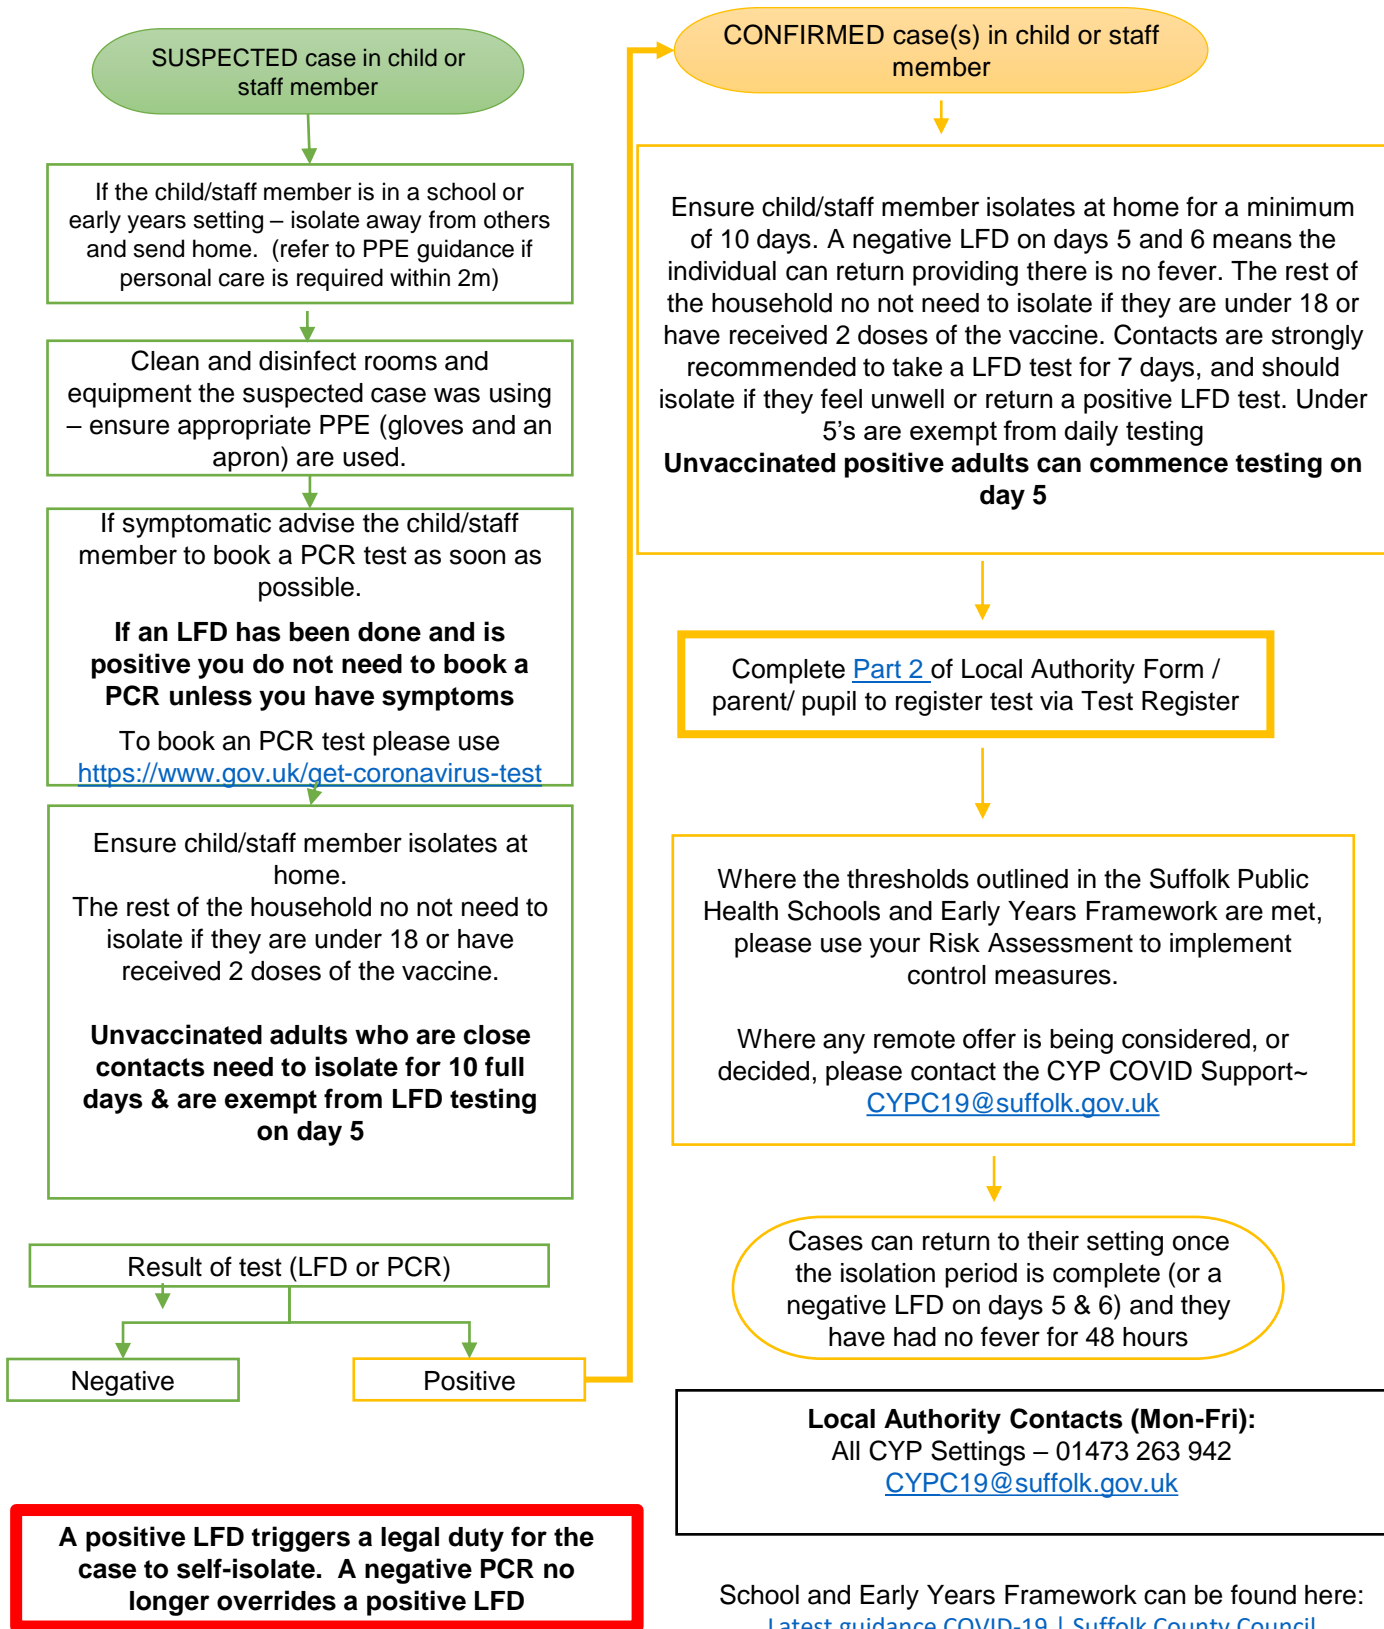 SUSPECTED case in child or
staff member
If the child/staff member is in a school or
early years setting – isolate away from others
and send home.  (refer to PPE guidance if
personal care is required within 2m)
Clean and disinfect rooms and
equipment the suspected case was using
– ensure appropriate PPE (gloves and an
apron) are used.
If symptomatic advise the child/staff
member to book a PCR test as soon as
possible.
If an LFD has been done and is
positive you do not need to book a
PCR unless you have symptoms
To book an PCR test please use
https://www.gov.uk/get-coronavirus-test
Ensure child/staff member isolates at
home.
The rest of the household no not need to
isolate if they are under 18 or have
received 2 doses of the vaccine.
Unvaccinated adults who are close
contacts need to isolate for 10 full
days & are exempt from LFD testing
on day 5
Result of test (LFD or PCR)
Negative
Positive
A positive LFD triggers a legal duty for the
case to self-isolate.  A negative PCR no
longer overrides a positive LFD
CONFIRMED case(s) in child or staff
member
Ensure child/staff member isolates at home for a minimum
of 10 days. A negative LFD on days 5 and 6 means the
individual can return providing there is no fever. The rest of
the household no not need to isolate if they are under 18 or
have received 2 doses of the vaccine. Contacts are strongly
recommended to take a LFD test for 7 days, and should
isolate if they feel unwell or return a positive LFD test. Under
5’s are exempt from daily testing
Unvaccinated positive adults can commence testing on
day 5
Complete Part 2 of Local Authority Form /
parent/ pupil to register test via Test Register
Where the thresholds outlined in the Suffolk Public
Health Schools and Early Years Framework are met,
please use your Risk Assessment to implement
control measures.
Where any remote offer is being considered, or
decided, please contact the CYP COVID Support~
CYPC19@suffolk.gov.uk
Cases can return to their setting once
the isolation period is complete (or a
negative LFD on days 5 & 6) and they
have had no fever for 48 hours
Local Authority Contacts (Mon-Fri):
All CYP Settings – 01473 263 942
CYPC19@suffolk.gov.uk
School and Early Years Framework can be found here:
Latest guidance COVID-19 | Suffolk County Council